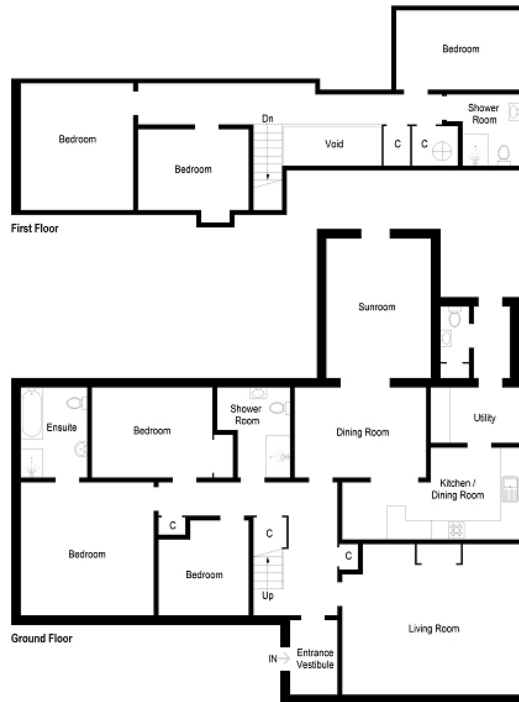 Bedroom
Shower
Room
Dn
Bedroom
Void
C
C
Bedroom
First Floor
Sunroom
Ensuite
Bedroom
Shower
Room
Dining Room
Utility
Kitchen /
Dining Room
Bedroom
C
C
Bedroom
C
Up
Living Room
Ground Floor
IN
Entrance
Vestibule